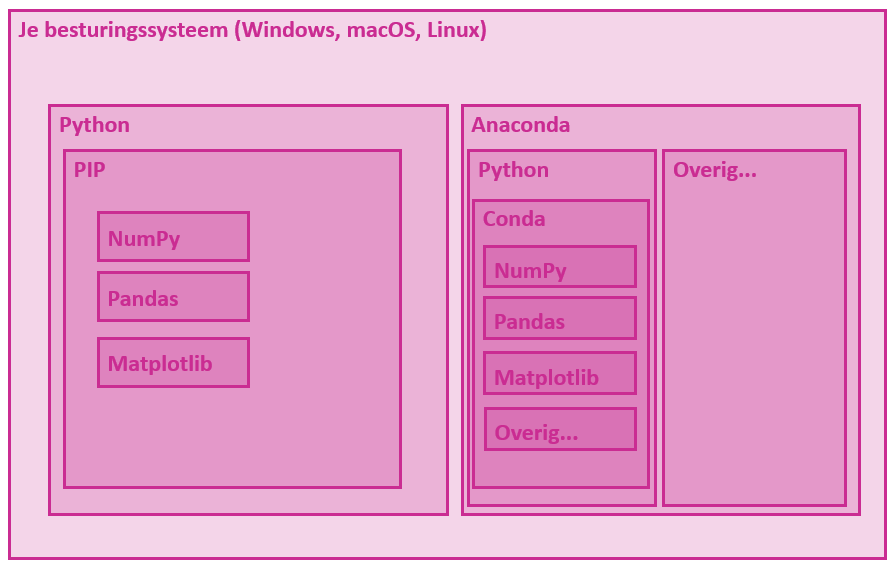 Je besturingssysteem (Windows, macOS, Linux)
Python
PIP
NumPy
Pandas
Matplotlib
Anaconda
Python
Conda
NumPy
Pandas
Matplotlib
Overig...
Overig...